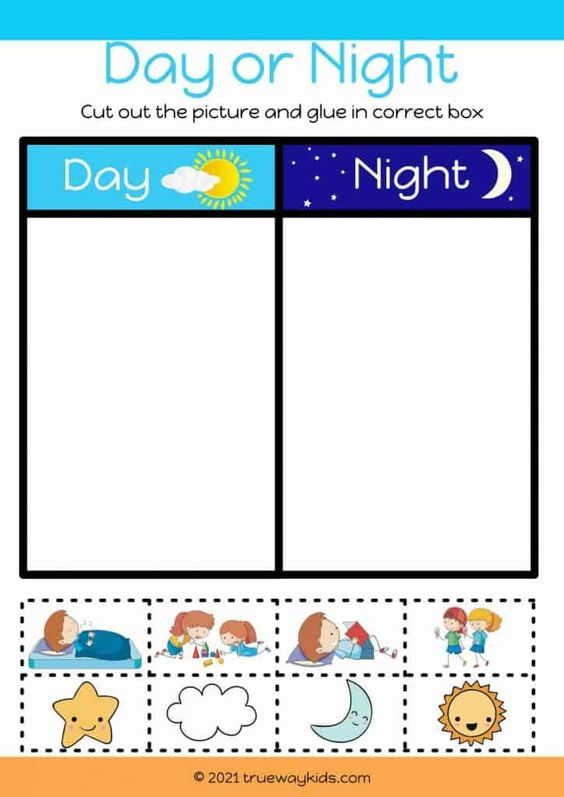 Day or Night
Cut out the picture and glue in correct box
Day
Night
© 2021 truewaykids.com